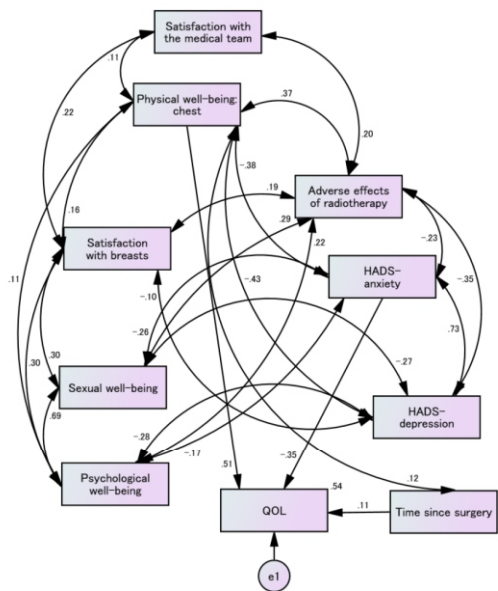 Satisfaction with
the medical team
.11
Physical well-being:
chest
.37
.22
.20
-.38
Adverse effects
of radiotherapy
.19
.16
.29
Satisfaction
with breasts
.22
-.23
HADS-
anxiety
-.35
.11
-.43
-.10
-.26
.73
.30
.30
-.27
Sexual well-being
HADS-
depression
.69
-.28
-.17
Psychological
well-being
.51
-.35
.54
.12
QOL
.11
Time since surgery
e1